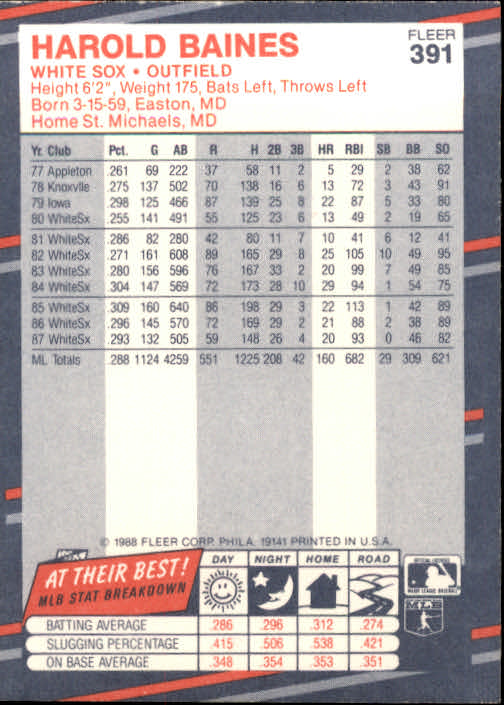 HAROLD BAINES
FLEER
391
WHITE SOX • OUTFIELD
Height 6'2", Weight 175, Bats Left, Throws Left
Born 3-15-59, Easton, MD
Home St. Michaels, MD
Yr. Club Pct. G AB R H 2B 3B HR RBI SB BB SO
77 Appleton .261 69 222 37 58 11 2 5 29 2 38 62
78 Knoxvlle .275 137 502 70 138 16 6 13 72 3 43 91
79 Iowa .298 125 466 87 139 25 8 22 87 5 33 80
80 WhiteSx .255 141 491 55 125 23 6 13 49 2 19 65
81 WhiteSx .286 82 280 42 80 11 7 10 41 6 12 41
82 WhiteSx .271 161 608 89 165 29 8 25 105 10 49 95
83 WhiteSx .280 156 596 76 167 33 2 20 99 7 49 85
84 WhiteSx .304 147 569 72 173 28 10 29 94 1 54 75
85 WhiteSx .309 160 640 86 198 29 3 22 113 1 42 89
86 WhiteSx .296 145 570 72 169 29 2 21 88 2 38 89
87 WhiteSx .293 132 505 59 148 26 4 20 93 0 46 82
ML Totals .288 1124 4259 551 1225 208 42 160 682 29 309 621
© 1988 FLEER CORP. PHILA. 19141 PRINTED IN U.S.A.
AT THEIR BEST!
MLB STAT BREAKDOWN
DAY NIGHT HOME ROAD
BATTING AVERAGE .286 .296 .312 .274
SLUGGING PERCENTAGE .415 .506 .538 .421
ON BASE AVERAGE .348 .354 .353 .351
OFFICIAL LICENSEE
MAJOR LEAGUE BASEBALL